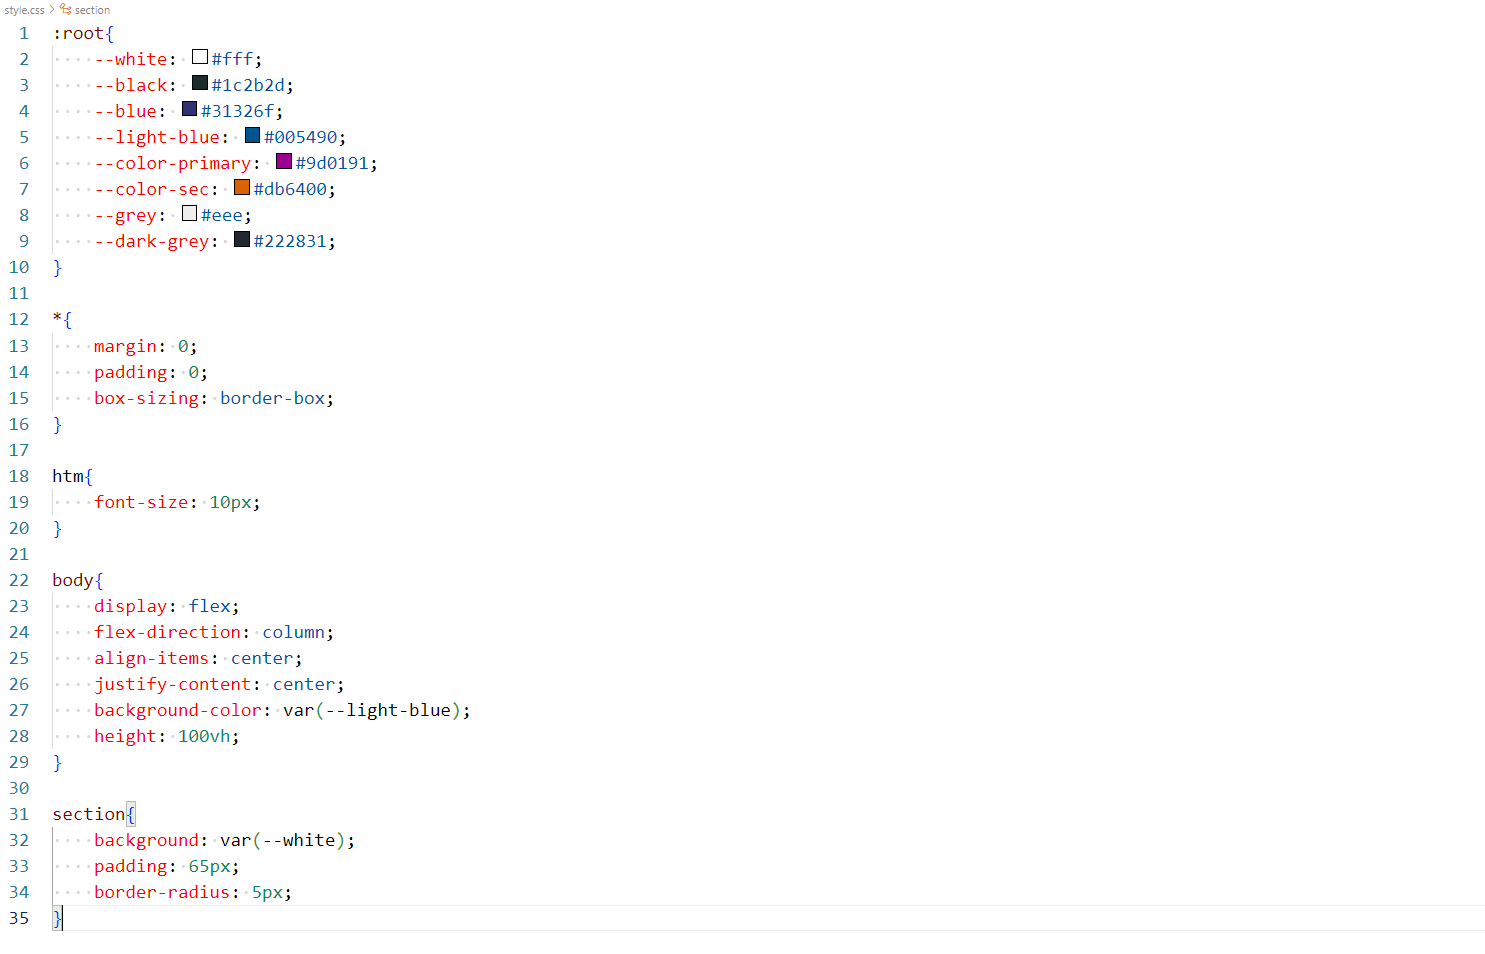 style.css > section
1 :root{
2     --white: #fff;
3     --black: #1c2b2d;
4     --blue: #31326f;
5     --light-blue: #005490;
6     --color-primary: #9d0191;
7     --color-sec: #db6400;
8     --grey: #eee;
9     --dark-grey: #222831;
10 }
11
12 *{
13     margin: 0;
14     padding: 0;
15     box-sizing: border-box;
16 }
17
18 htm{
19     font-size: 10px;
20 }
21
22 body{
23     display: flex;
24     flex-direction: column;
25     align-items: center;
26     justify-content: center;
27     background-color: var(--light-blue);
28     height: 100vh;
29 }
30
31 section{
32     background: var(--white);
33     padding: 65px;
34     border-radius: 5px;
35 }